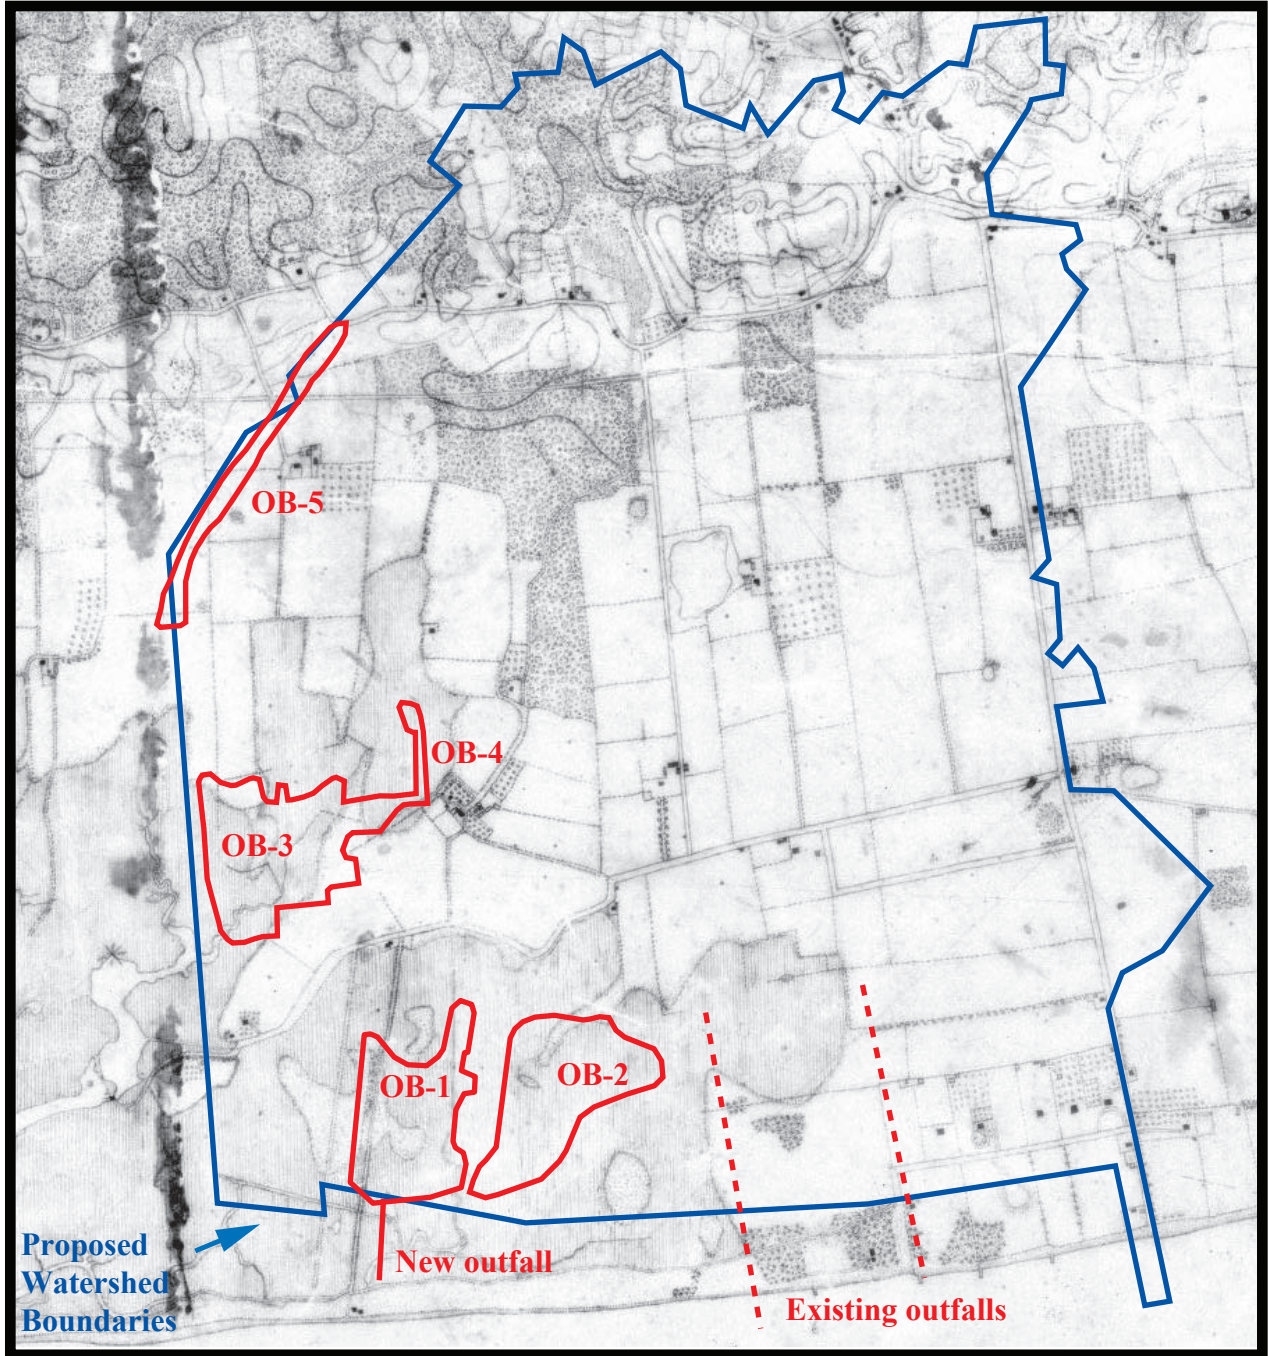 OB-5
OB-4
OB-3
OB-1
OB-2
New outfall
Existing outfalls
Proposed
Watershed
Boundaries